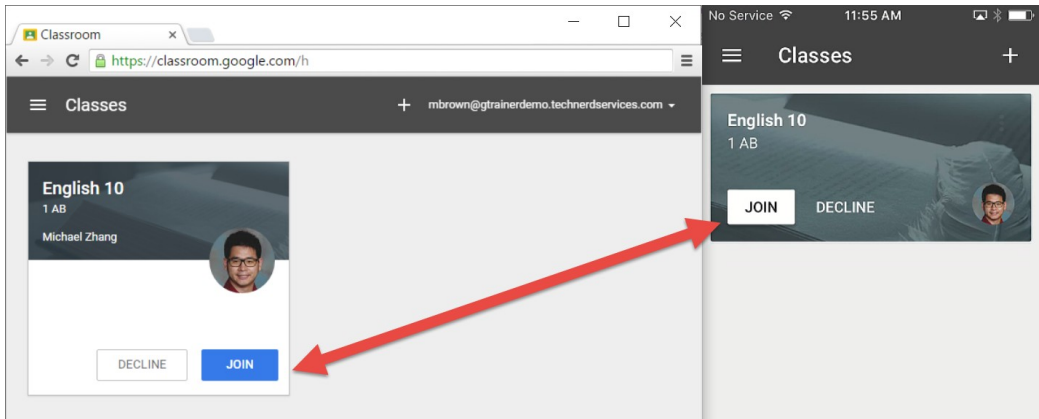 Classroom
https://classroom.google.com/h
Classes
mbrown@gtrainerdemo.technerdservices.com
English 10
1 AB
Michael Zhang
DECLINE JOIN
No Service 11:55 AM
Classes
English 10
1 AB
JOIN DECLINE